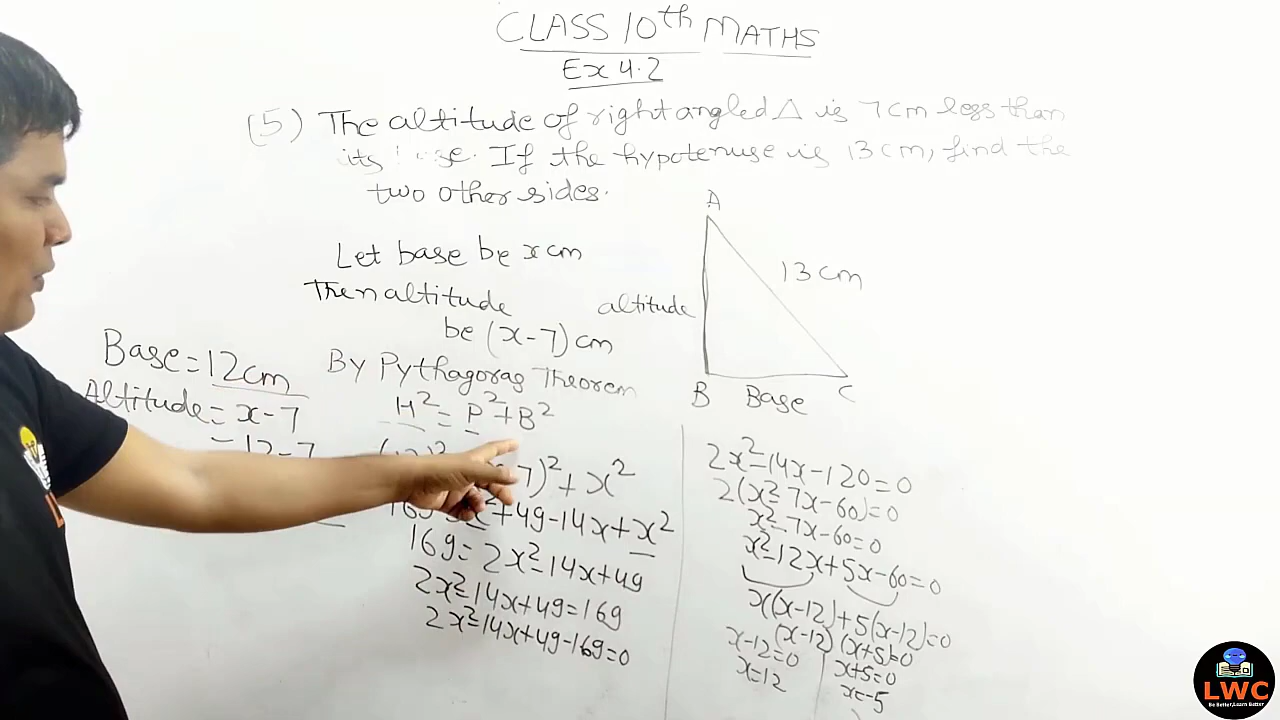 CLASS 10th MATHS
Ex 4.2
(5) The altitude of right angled △ is 7cm less than
its If the hypotenuse is 13cm, find the
two other sides.
Let base be x cm
Then altitude
be (x-7) cm
By Pythagoras Theorem
H² = P² + B²
7)² + x²
+49-14x+x²
169 = 2x²-14x+49
2x²-14x+49=169
2x²-14x+49-169=0
Base = 12cm
Altitude = x-7
= 12-7
A
13 cm
altitude
B Base C
2x²-14x-120=0
2(x²-7x-60)=0
x²-7x-60=0
x²-12x+5x-60=0
x(x-12)+5(x-12)=0
(x-12)(x+5)=0
x-12=0 x+5=0
x=12 x=-5
LWC
Be Better, Learn Better